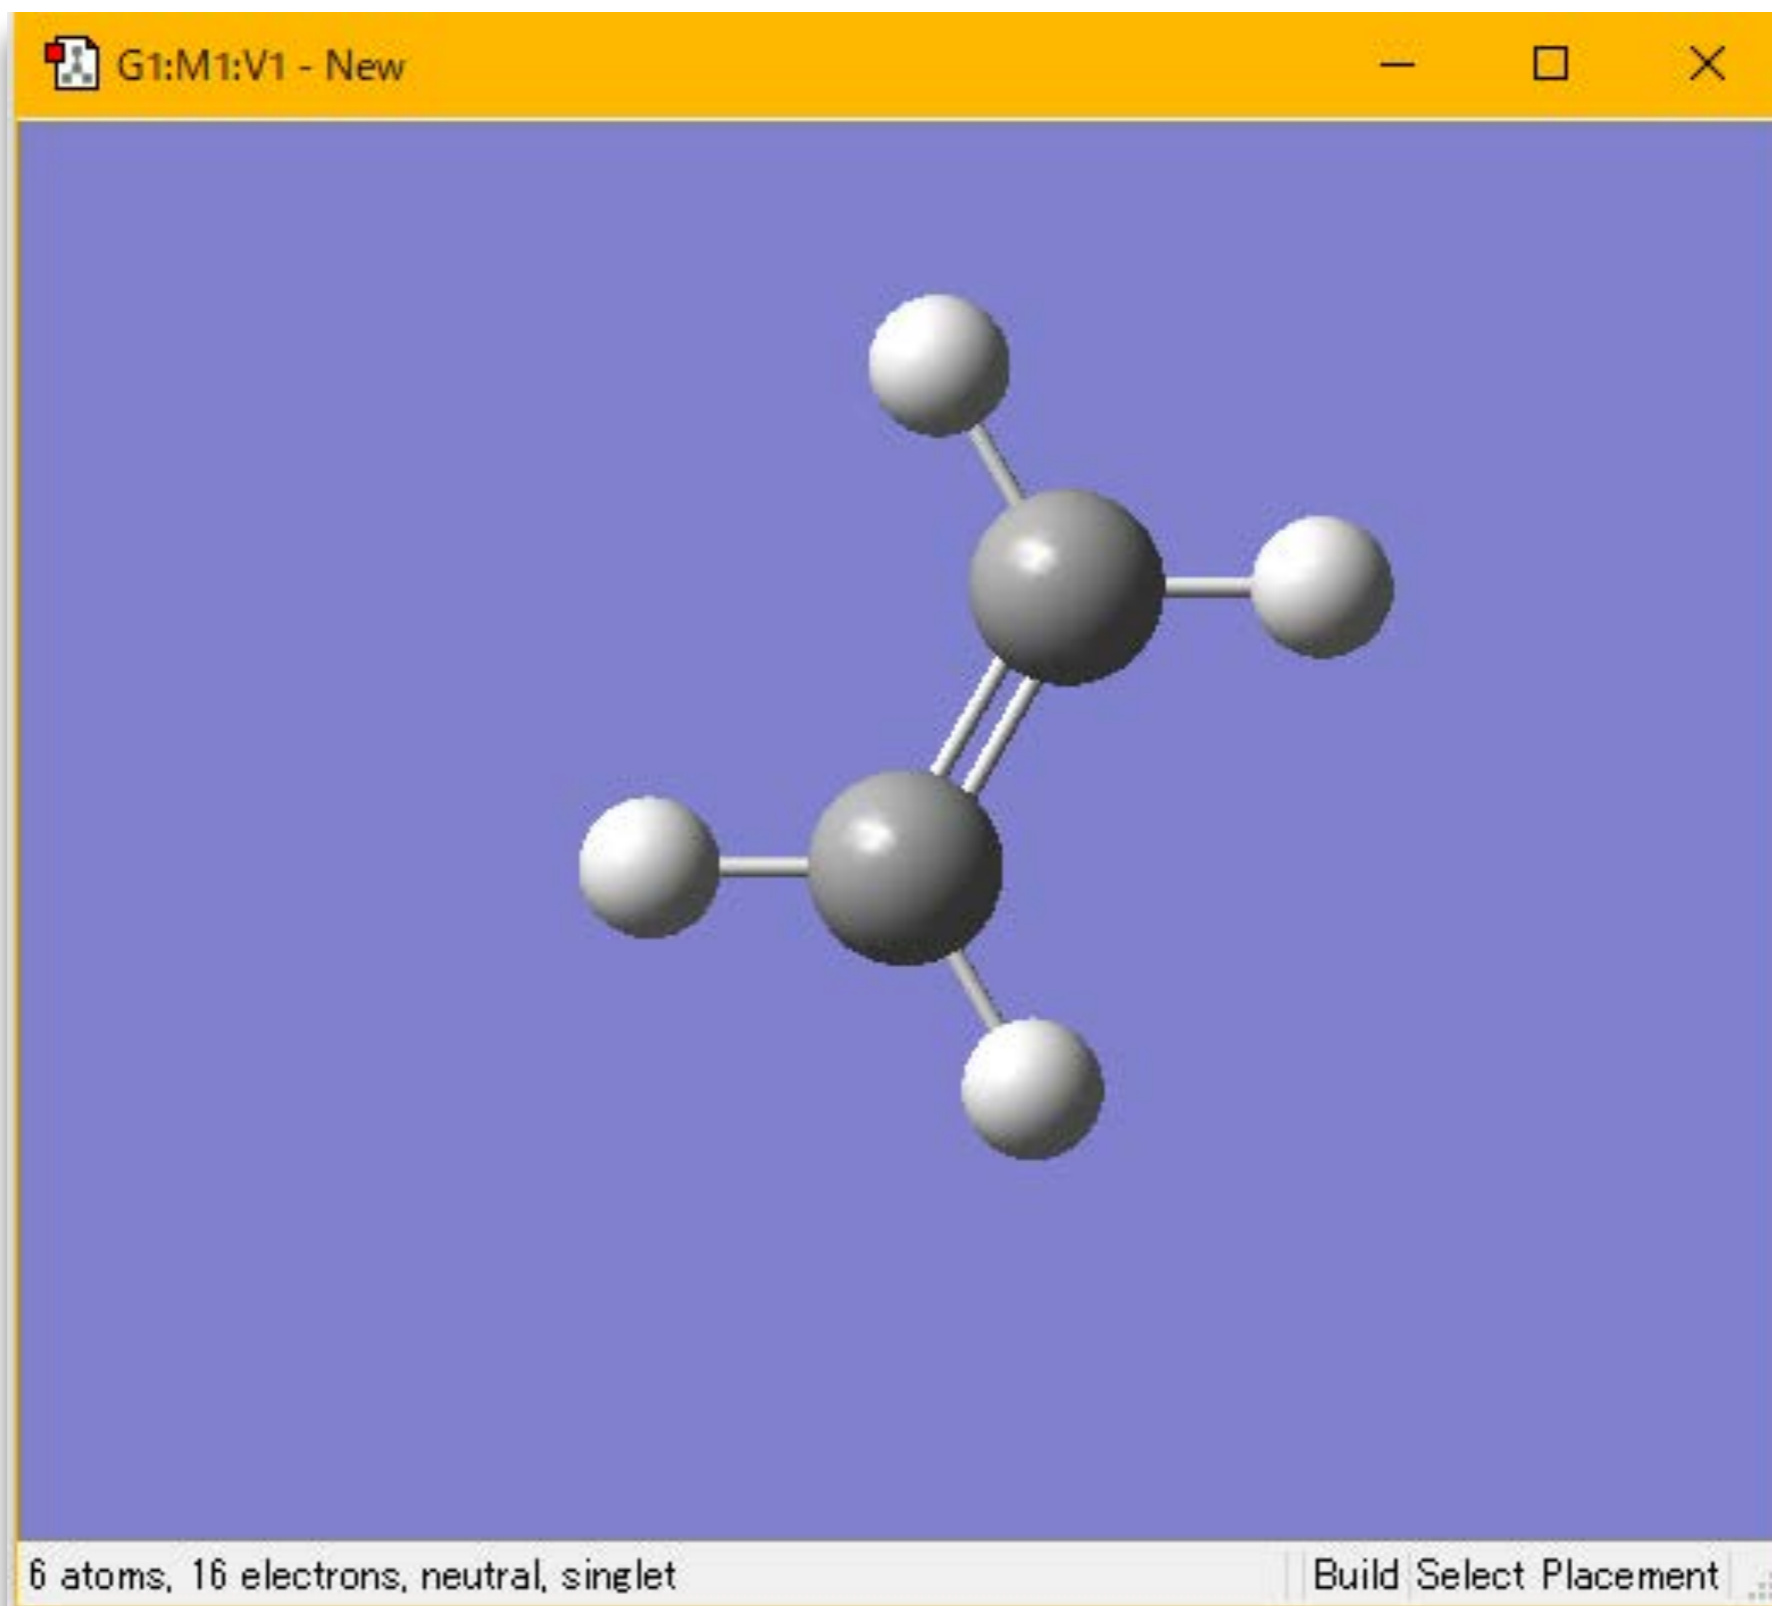 G1:M1:V1 - New
6 atoms, 16 electrons, neutral, singlet
Build Select Placement